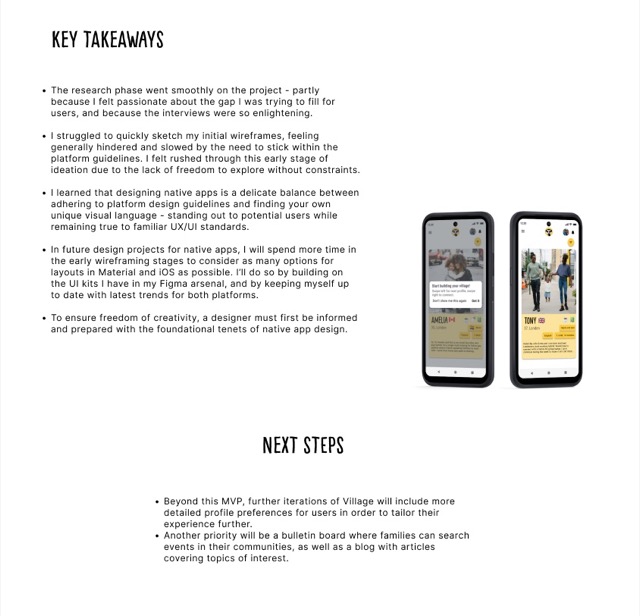 KEY TAKEAWAYS
• The research phase went smoothly on the project - partly
because I felt passionate about the gap I was trying to fill for
users, and because the interviews were so enlightening.
• I struggled to quickly sketch my initial wireframes, feeling
generally hindered and slowed by the need to stick within the
platform guidelines. I felt rushed through this early stage of
ideation due to the lack of freedom to explore without constraints.
• I learned that designing native apps is a delicate balance between
adhering to platform design guidelines and finding your own
unique visual language - standing out to potential users while
remaining true to familiar UX/UI standards.
• In future design projects for native apps, I will spend more time in
the early wireframing stages to consider as many options for
layouts in Material and iOS as possible. I'll do so by building on
the UI kits I have in my Figma arsenal, and by keeping myself up
to date with latest trends for both platforms.
• To ensure freedom of creativity, a designer must first be informed
and prepared with the foundational tenets of native app design.
Start building your village!
AMELIA
TONY
NEXT STEPS
• Beyond this MVP, further iterations of Village will include more
detailed profile preferences for users in order to tailor their
experience further.
• Another priority will be a bulletin board where families can search
events in their communities, as well as a blog with articles
covering topics of interest.